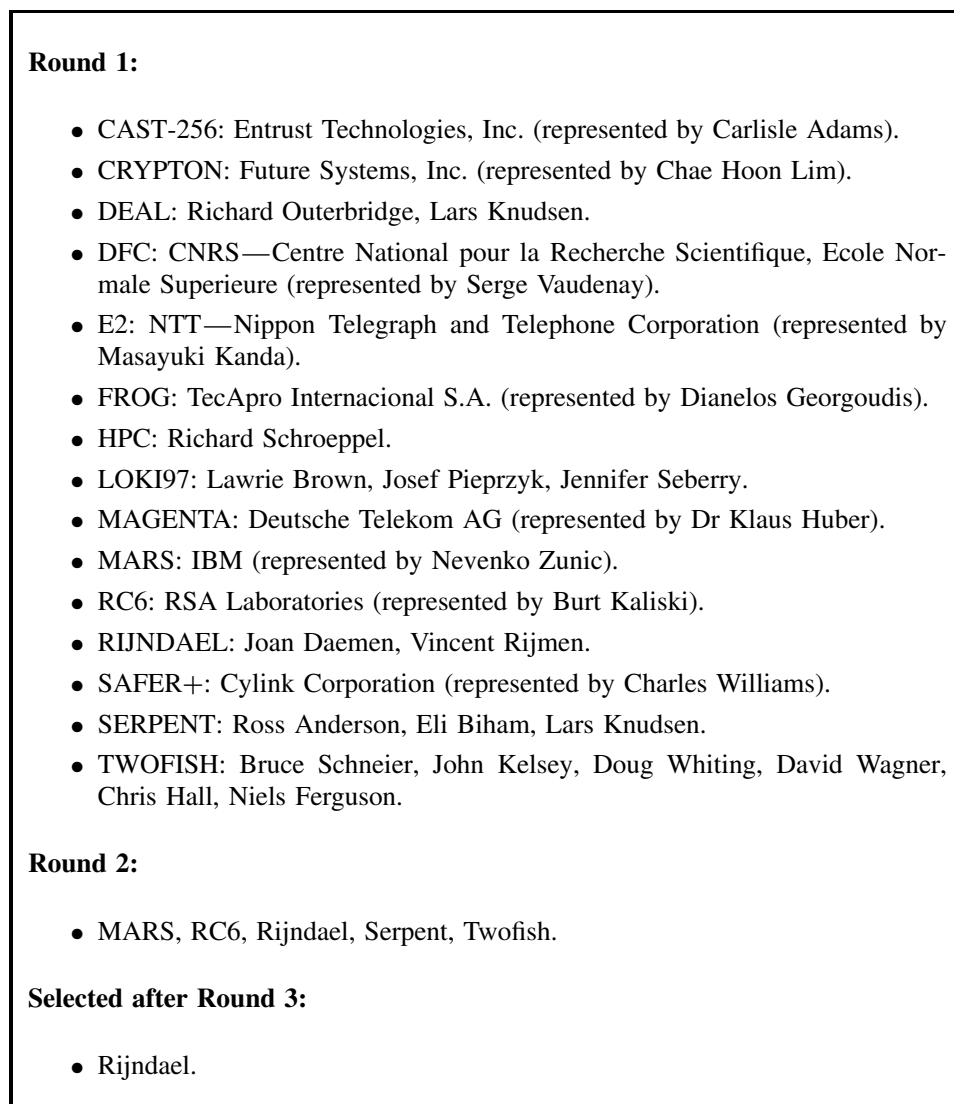 Round 1:
• CAST-256: Entrust Technologies, Inc. (represented by Carlisle Adams).
• CRYPTON: Future Systems, Inc. (represented by Chae Hoon Lim).
• DEAL: Richard Outerbridge, Lars Knudsen.
• DFC: CNRS—Centre National pour la Recherche Scientifique, Ecole Nor-
male Superieure (represented by Serge Vaudenay).
• E2: NTT—Nippon Telegraph and Telephone Corporation (represented by
Masayuki Kanda).
• FROG: TecApro Internacional S.A. (represented by Dianelos Georgoudis).
• HPC: Richard Schroeppel.
• LOKI97: Lawrie Brown, Josef Pieprzyk, Jennifer Seberry.
• MAGENTA: Deutsche Telekom AG (represented by Dr Klaus Huber).
• MARS: IBM (represented by Nevenko Zunic).
• RC6: RSA Laboratories (represented by Burt Kaliski).
• RIJNDAEL: Joan Daemen, Vincent Rijmen.
• SAFER+: Cylink Corporation (represented by Charles Williams).
• SERPENT: Ross Anderson, Eli Biham, Lars Knudsen.
• TWOFISH: Bruce Schneier, John Kelsey, Doug Whiting, David Wagner,
Chris Hall, Niels Ferguson.
Round 2:
• MARS, RC6, Rijndael, Serpent, Twofish.
Selected after Round 3:
• Rijndael.